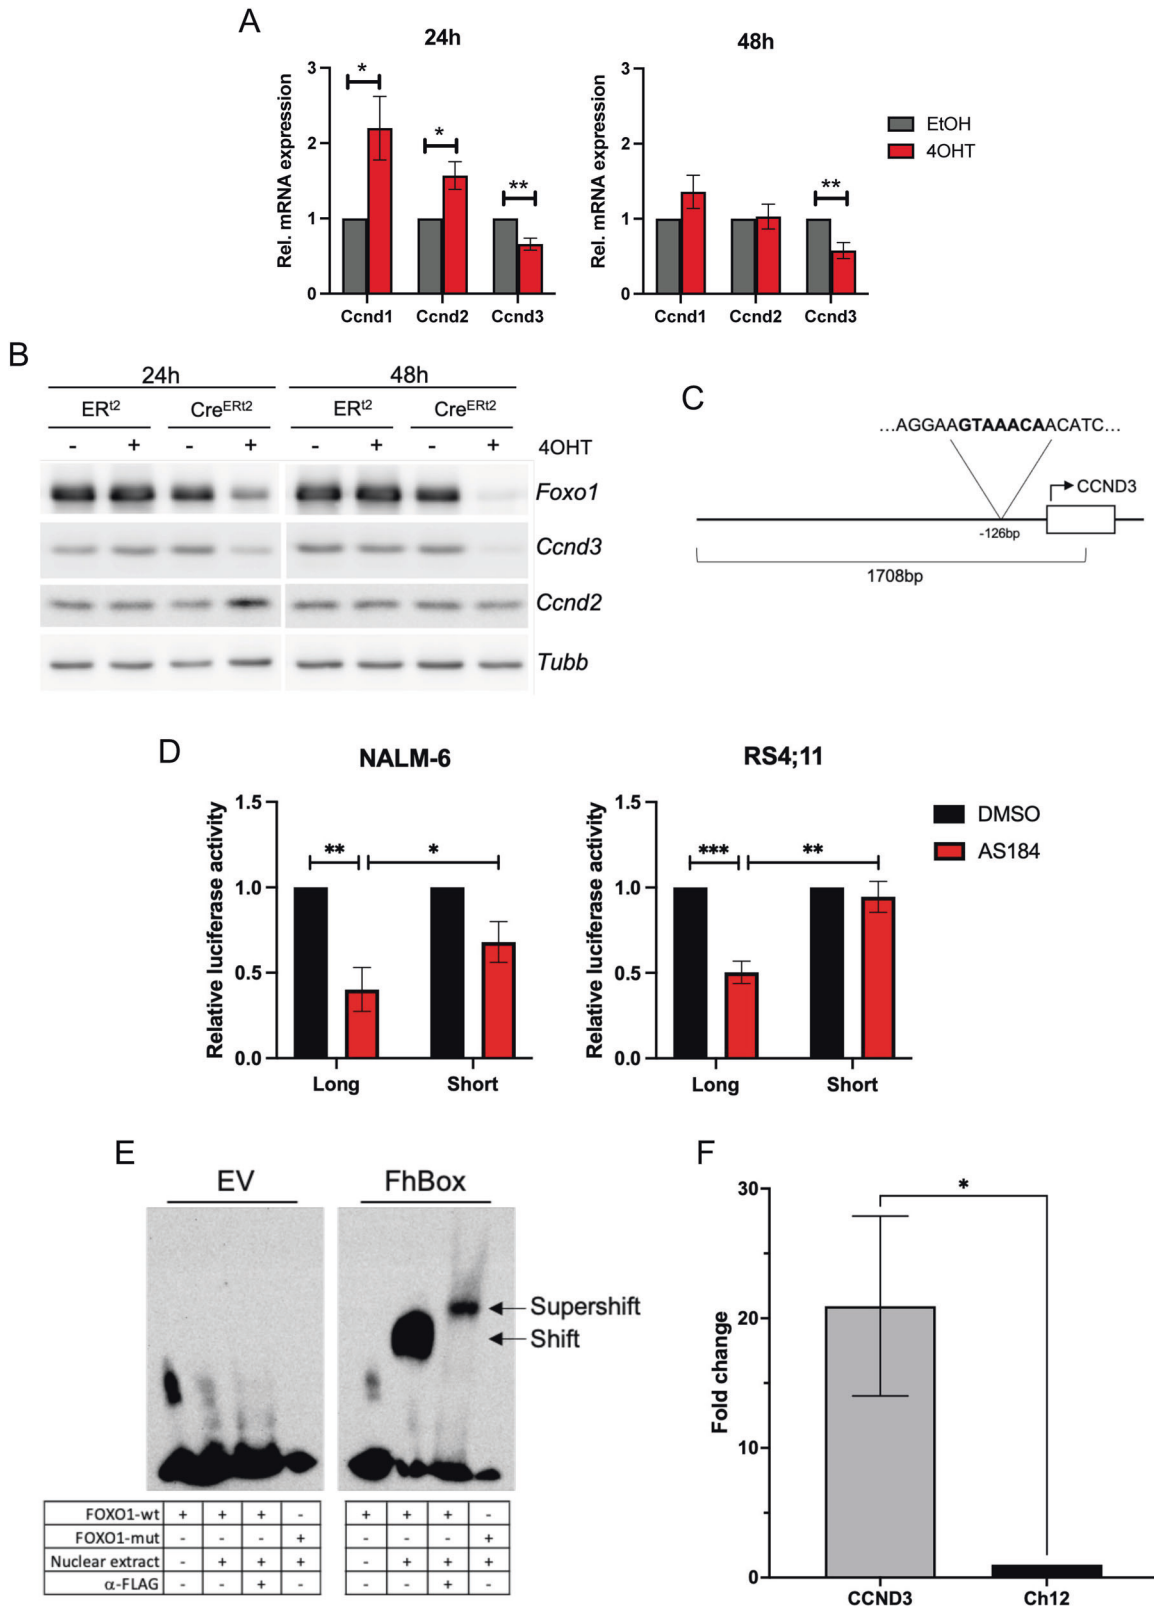 A
24h
48h
Rel. mRNA expression
3
2
1
0
*
*
**
Ccnd1 Ccnd2 Ccnd3
Rel. mRNA expression
3
2
1
0
**
Ccnd1 Ccnd2 Ccnd3
EtOH
4OHT
B
24h 48h
ERt2 CreERt2 ERt2 CreERt2
- + - + - + - + 4OHT
Foxo1
Ccnd3
Ccnd2
Tubb
C
...AGGAAGTAAACAACATC...
CCND3
-126bp
1708bp
D
NALM-6
Relative luciferase activity
1.5
1.0
0.5
0.0
** *
Long Short
RS4;11
Relative luciferase activity
1.5
1.0
0.5
0.0
*** **
Long Short
DMSO
AS184
E
EV FhBox
Supershift
Shift
FOXO1-wt + + + - + + + -
FOXO1-mut - - - + - - - +
Nuclear extract - + + + - + + +
α-FLAG - - + - - - + -
F
Fold change
30
20
10
0
*
CCND3 Ch12